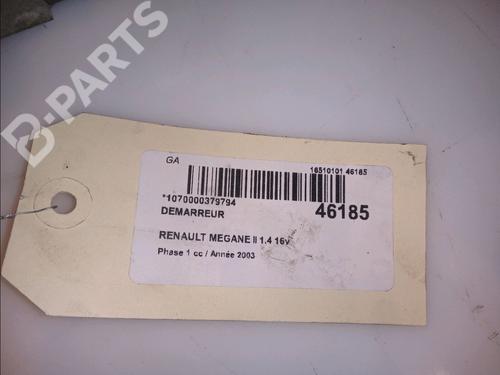 B-PARTS
GA
16510101 46185
*1070000379794
DEMARREUR
46185
RENAULT MEGANE II 1.4 16v
Phase 1 cc / Année 2003